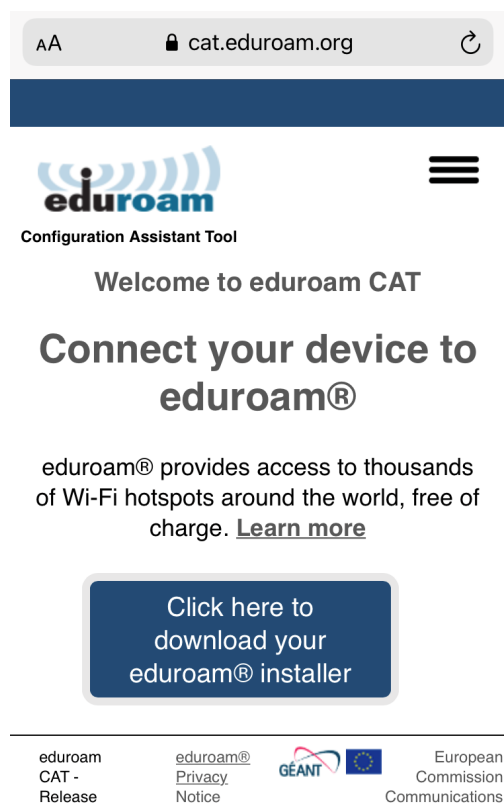 AA cat.eduroam.org
eduroam
Configuration Assistant Tool
Welcome to eduroam CAT
Connect your device to
eduroam®
eduroam® provides access to thousands
of Wi-Fi hotspots around the world, free of
charge. Learn more
Click here to
download your
eduroam® installer
eduroam
CAT -
Release
eduroam®
Privacy
Notice
GÉANT
European
Commission
Communications